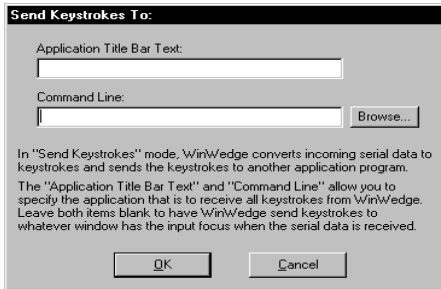 Send Keystrokes To:
Application Title Bar Text:
Command Line:
Browse...
In "Send Keystrokes" mode, WinWedge converts incoming serial data to
keystrokes and sends the keystrokes to another application program.
The "Application Title Bar Text" and "Command Line" allow you to
specify the application that is to receive all keystrokes from WinWedge.
Leave both items blank to have WinWedge send keystrokes to
whatever window has the input focus when the serial data is received.
OK
Cancel